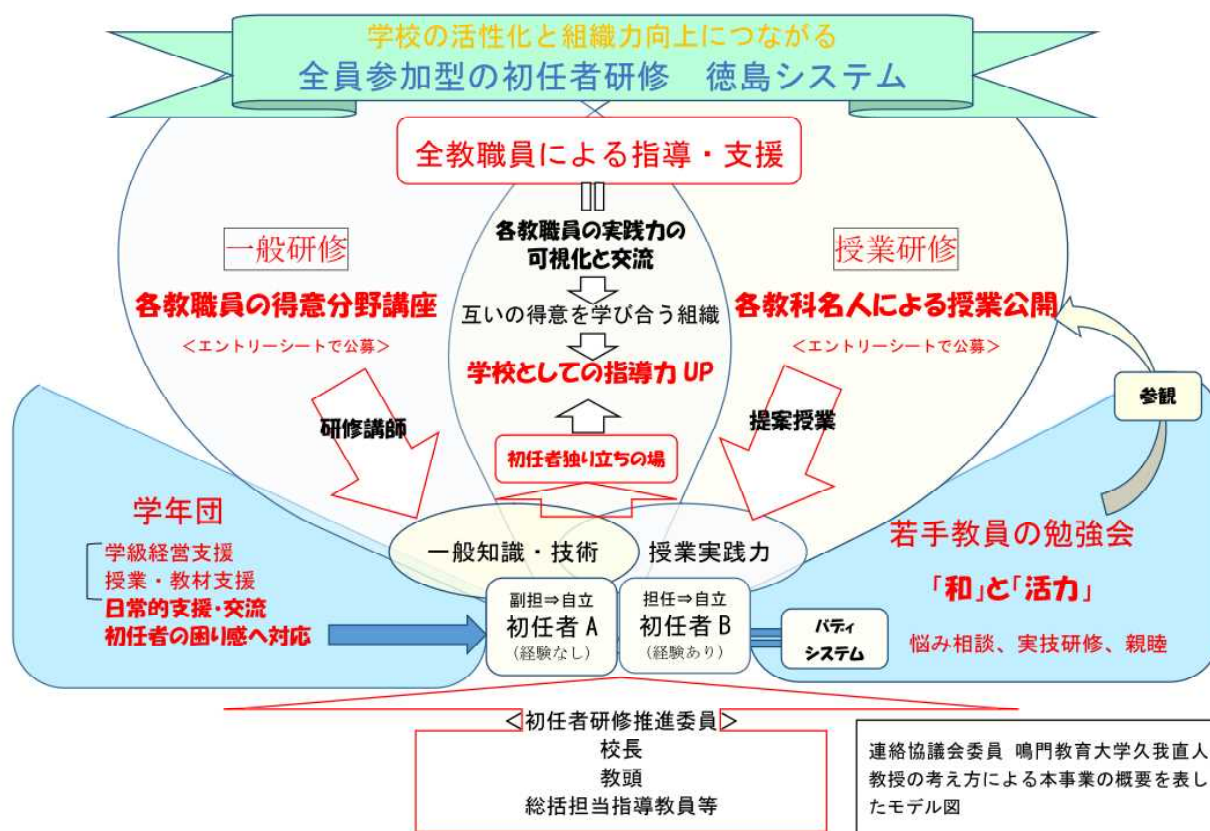 学校の活性化と組織力向上につながる
全員参加型の初任者研修 徳島システム
全教職員による指導・支援
各教職員の実践力の
可視化と交流
互いの得意を学び合う組織
学校としての指導力 UP
初任者独り立ちの場
一般研修
各教職員の得意分野講座
<エントリーシートで公募>
研修講師
授業研修
各教科名人による授業公開
<エントリーシートで公募>
提案授業
参観
学年団
学級経営支援
授業・教材支援
日常的支援・交流
初任者の困り感へ対応
一般知識・技術
授業実践力
副担⇒自立
初任者 A
(経験なし)
担任⇒自立
初任者 B
(経験あり)
バディ
システム
若手教員の勉強会
「和」と「活力」
悩み相談、実技研修、親睦
<初任者研修推進委員>
校長
教頭
総括担当指導教員等
連絡協議会委員 鳴門教育大学久我直人
教授の考え方による本事業の概要を表し
たモデル図